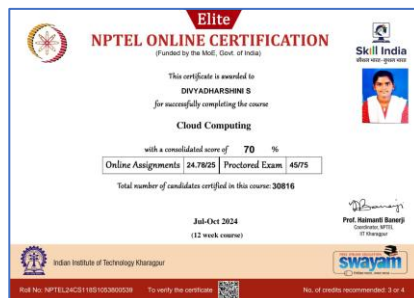 Elite
NPTEL ONLINE CERTIFICATION
(Funded by the MoE, Govt. of India)
Skill India
कौशल भारत - कुशल भारत
This certificate is awarded to
DIVYADHARSHINI S
for successfully completing the course
Cloud Computing
with a consolidated score of 70 %
Online Assignments 24.78/25 Proctored Exam 45/75
Total number of candidates certified in this course: 30816
Jul-Oct 2024
(12 week course)
Prof. Haimanti Banerji
Coordinator, NPTEL
IIT Kharagpur
Indian Institute of Technology Kharagpur
swayam
Roll No: NPTEL24CS118S1053800539 To verify the certificate No. of credits recommended: 3 or 4